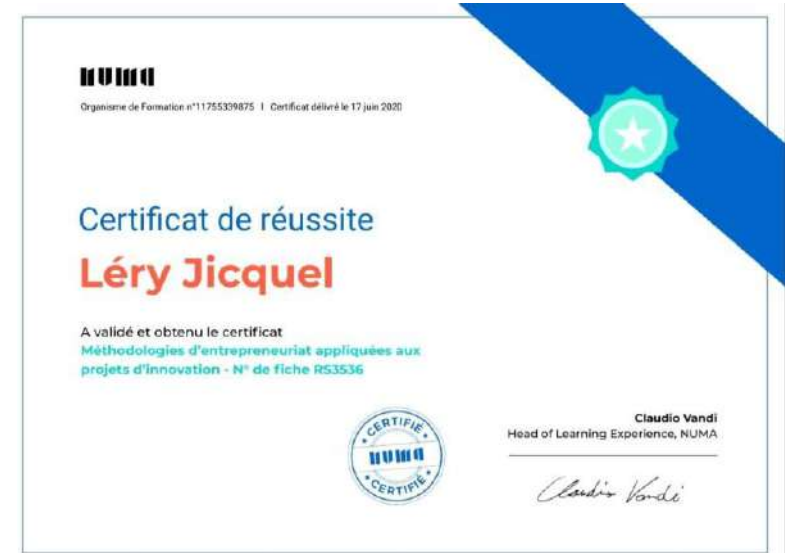 NUMA
Organisme de Formation n°11755339875 | Certificat délivré le 17 juin 2020
Certificat de réussite
Léry Jicquel
A validé et obtenu le certificat
Méthodologies d'entrepreneuriat appliquées aux
projets d'innovation - N° de fiche RS3536
CERTIFIÉ
NUMA
CERTIFIÉ
Claudio Vandi
Head of Learning Experience, NUMA
Claudio Vandi